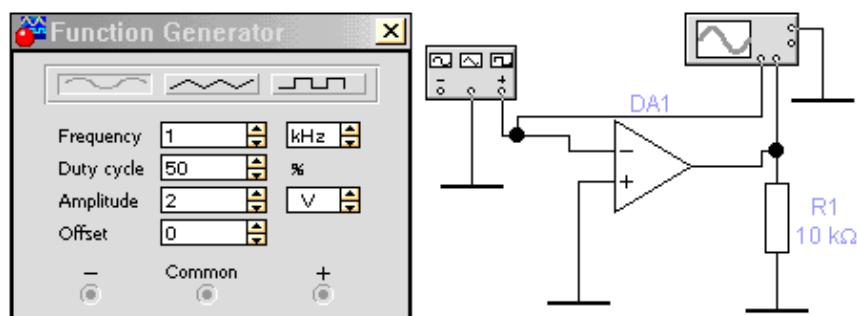 Function Generator
Frequency 1 kHz
Duty cycle 50 %
Amplitude 2 V
Offset 0
− Common +
− +
DA1
−
+
R1
10 kΩ